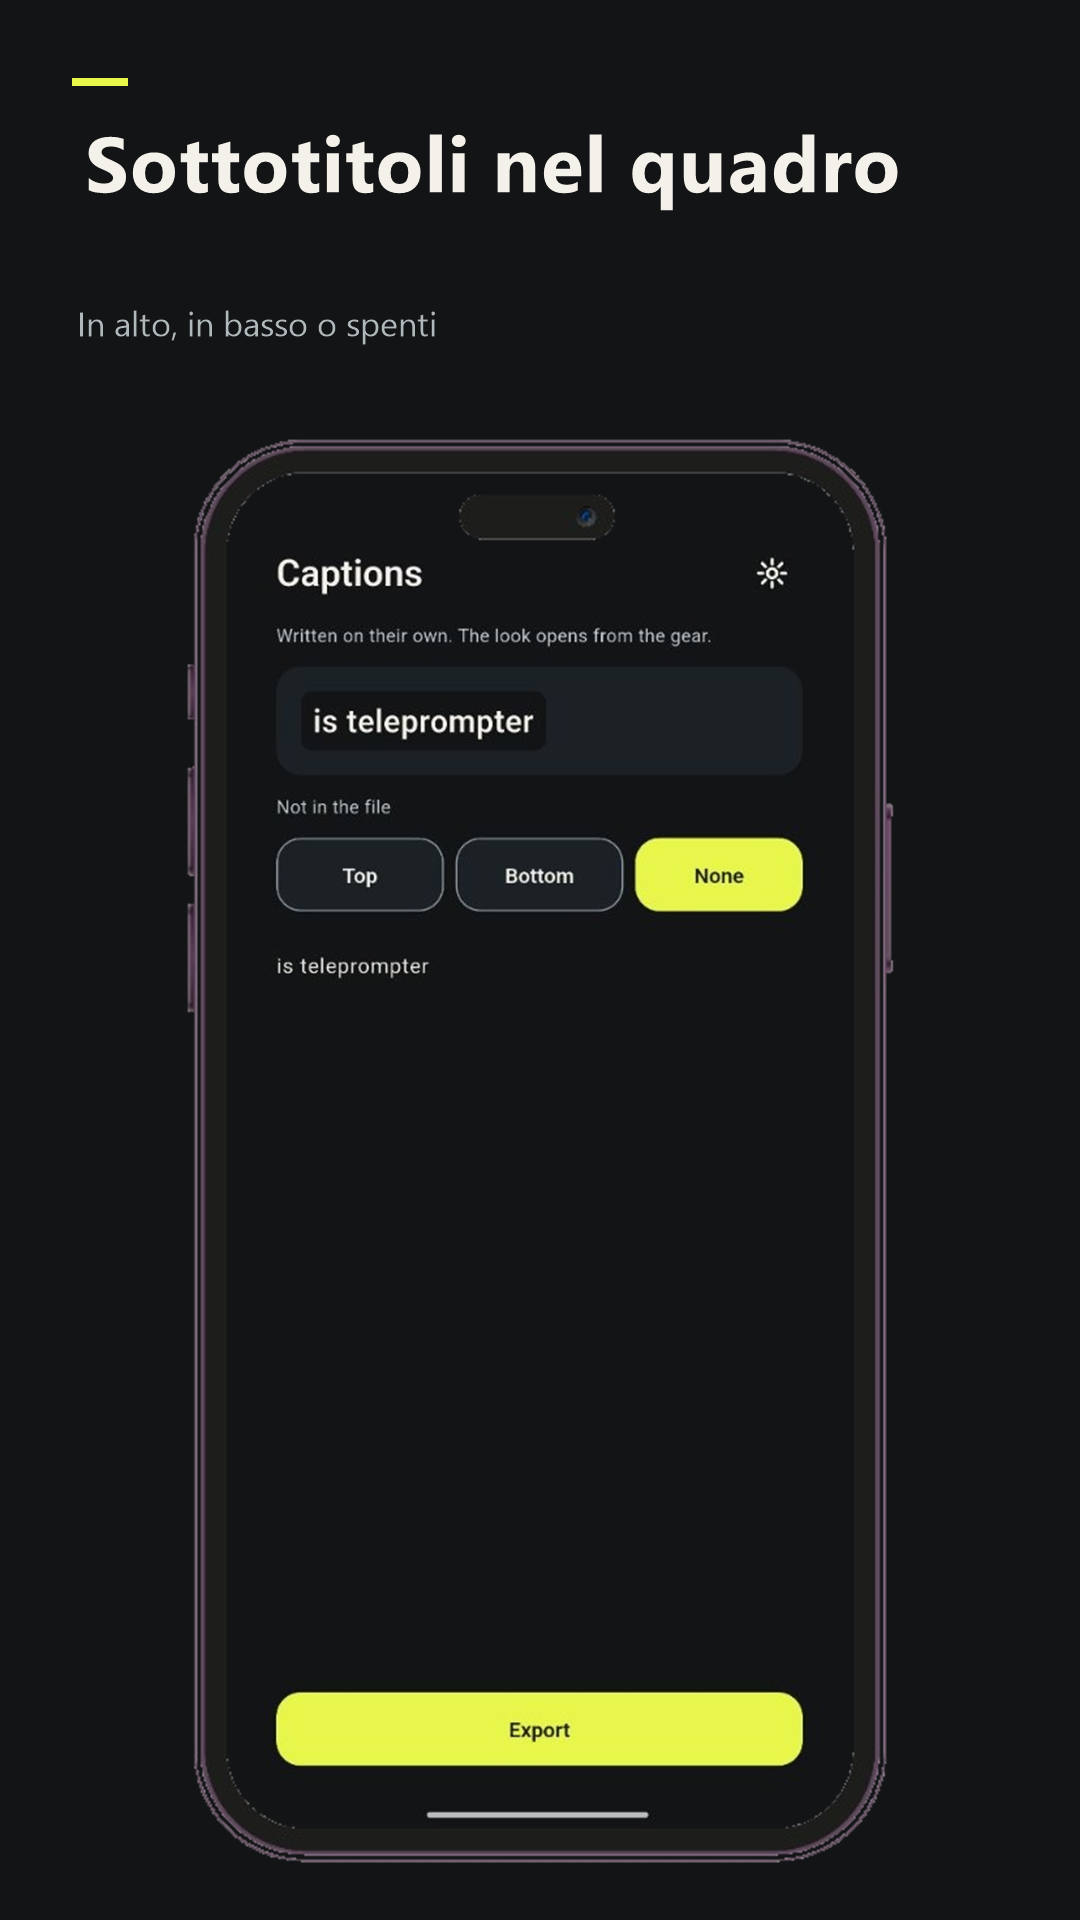 Sottotitoli nel quadro
In alto, in basso o spenti
Captions
Written on their own. The look opens from the gear.
is teleprompter
Not in the file
Top Bottom None
is teleprompter
Export